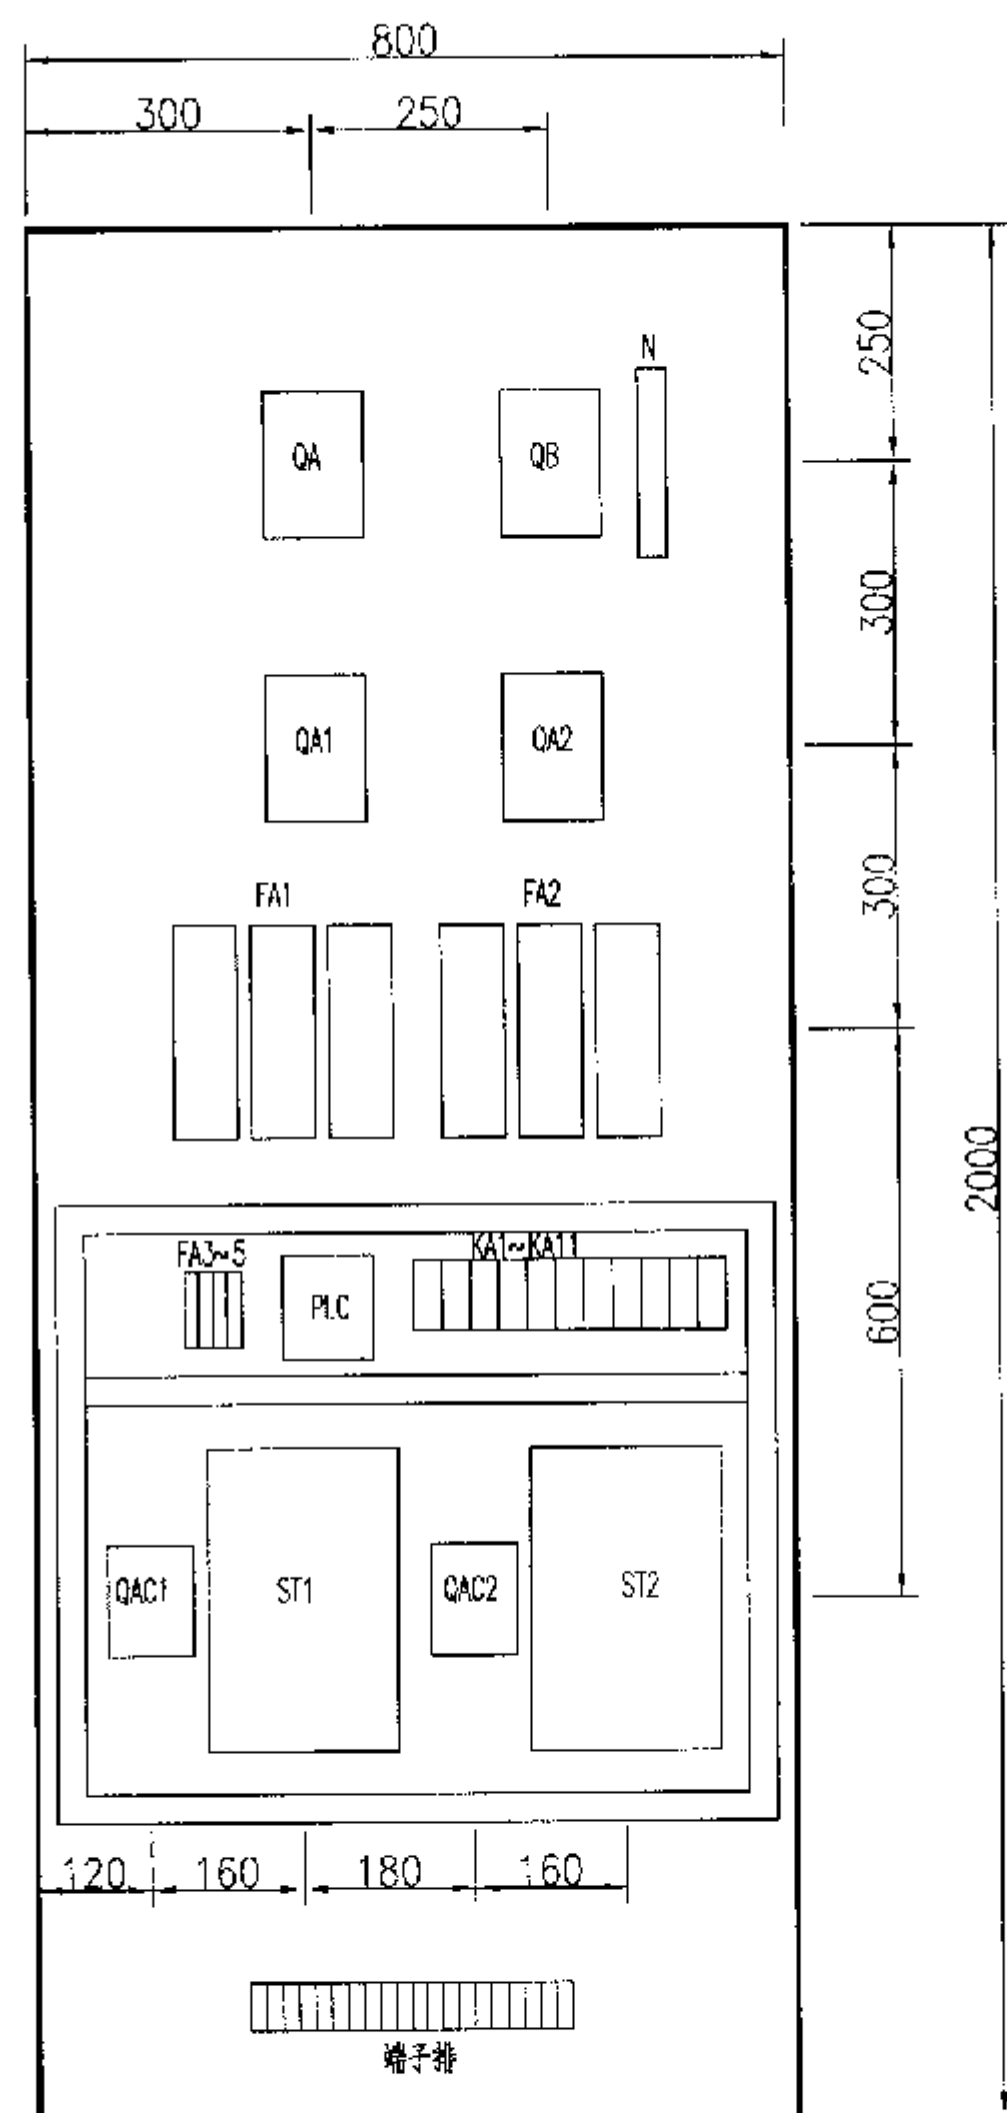 800
300 250
250
N
QA QB
300
QA1 QA2
300
FA1 FA2
2000
FA3~5 KA1~KA11
PLC
600
QAC1 ST1 QAC2 ST2
120 160 180 160
端子排